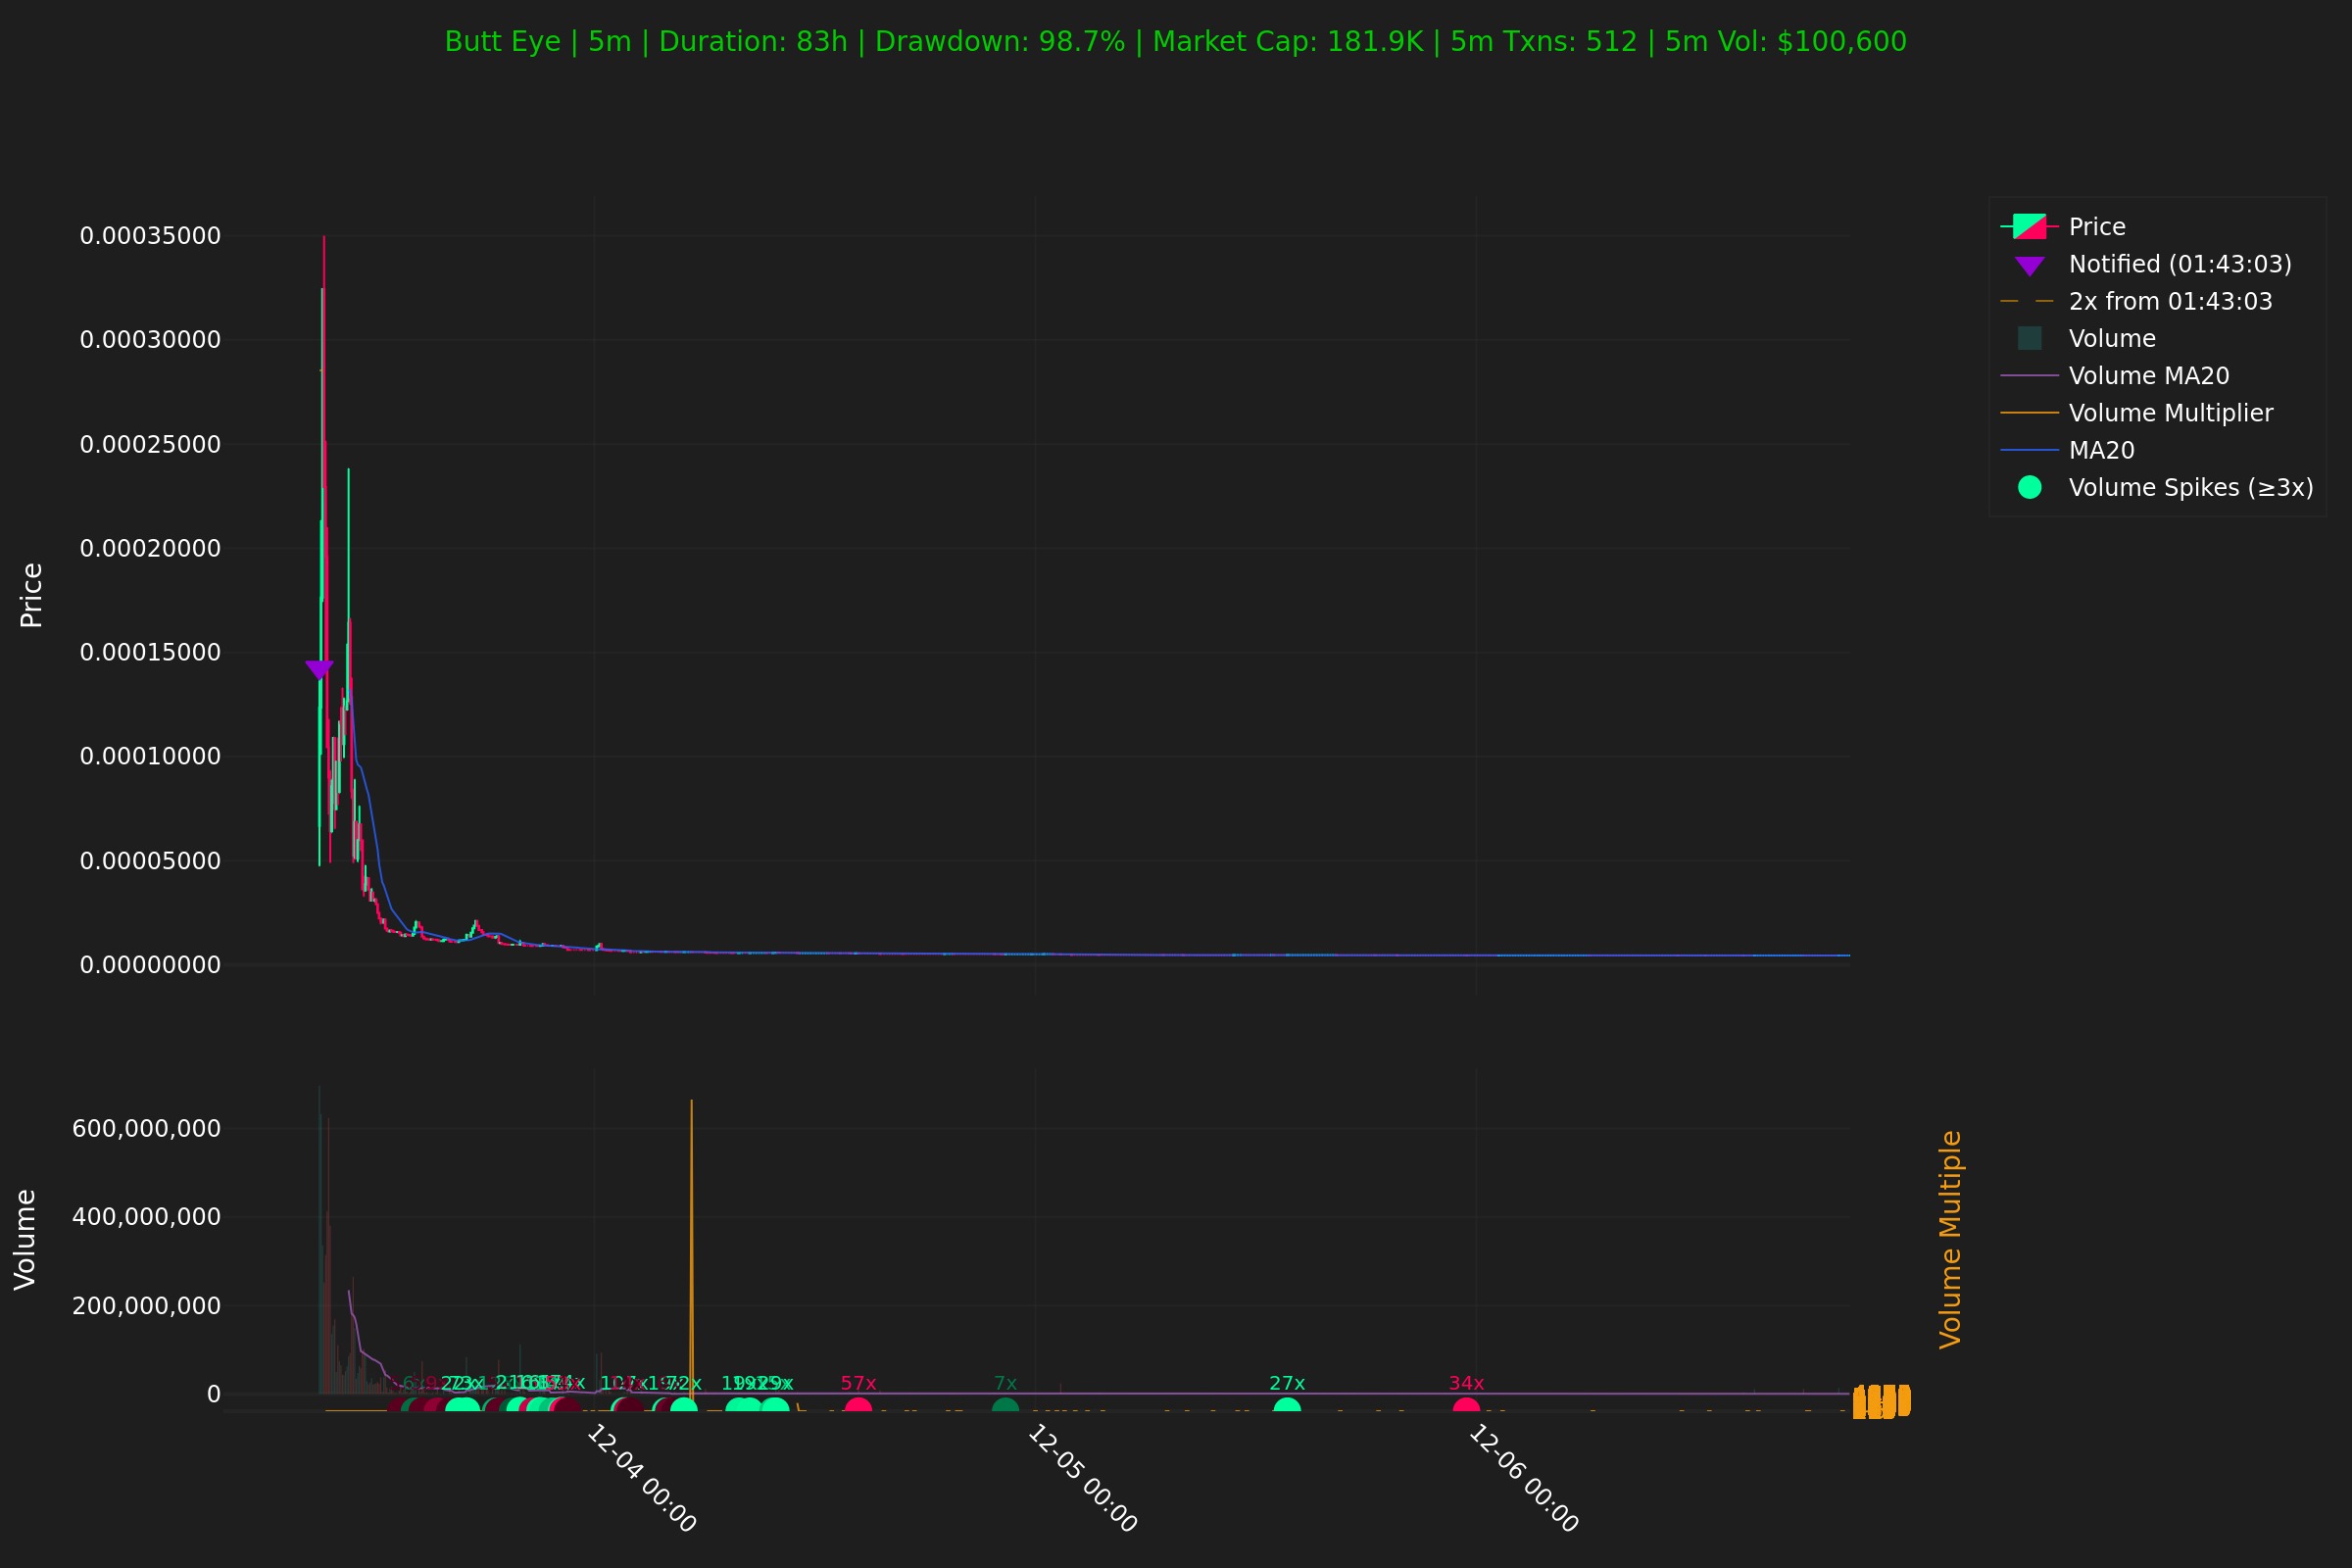 Butt Eye | 5m | Duration: 83h | Drawdown: 98.7% | Market Cap: 181.9K | 5m Txns: 512 | 5m Vol: $100,600
Price
0.00035000
0.00030000
0.00025000
0.00020000
0.00015000
0.00010000
0.00005000
0.00000000
Price
Notified (01:43:03)
2x from 01:43:03
Volume
Volume MA20
Volume Multiplier
MA20
Volume Spikes (≥3x)
Volume
600,000,000
400,000,000
200,000,000
0
57x
7x
27x
34x
Volume Multiple
12-04 00:00
12-05 00:00
12-06 00:00